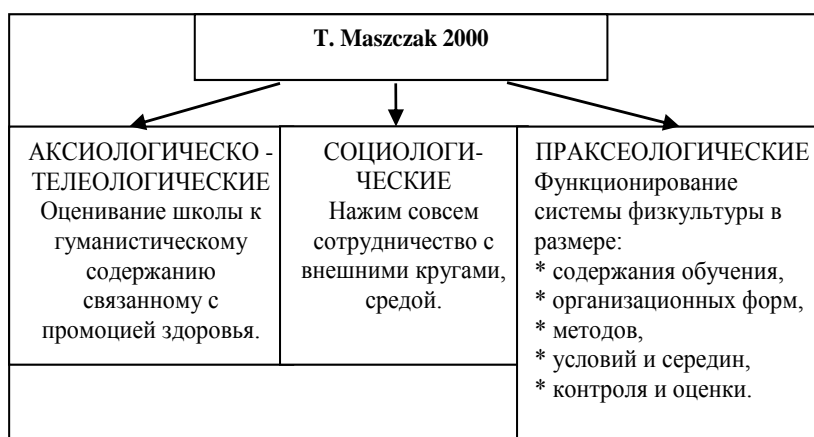 T. Maszczak 2000
АКСИОЛОГИЧЕСКО -
ТЕЛЕОЛОГИЧЕСКИЕ
Оценивание школы к
гуманистическому
содержанию
связанному с
промоцией здоровья.
СОЦИОЛОГИ-
ЧЕСКИЕ
Нажим совсем
сотрудничество с
внешними кругами,
средой.
ПРАКСЕОЛОГИЧЕСКИЕ
Функционирование
системы физкультуры в
размере:
* содержания обучения,
* организационных форм,
* методов,
* условий и середин,
* контроля и оценки.